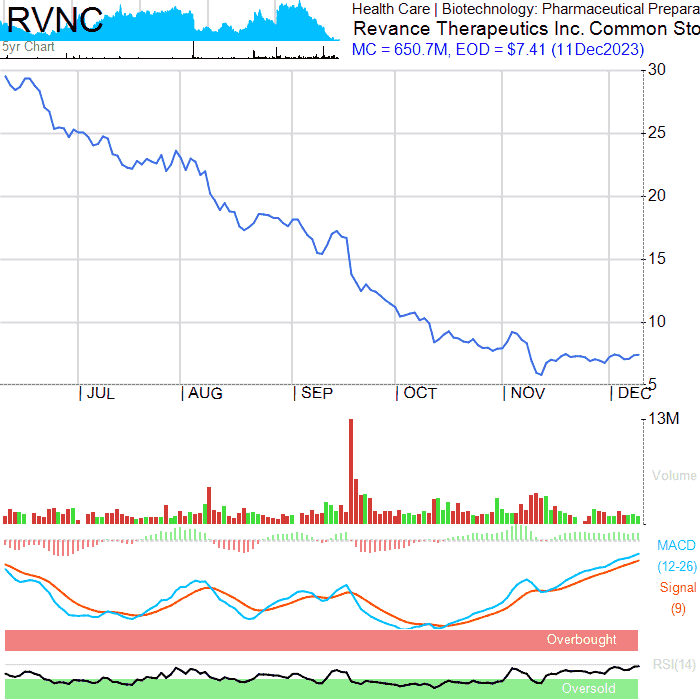 RVNC
5yr Chart
Health Care | Biotechnology: Pharmaceutical Prepara
Revance Therapeutics Inc. Common Sto
MC = 650.7M, EOD = $7.41 (11Dec2023)
30
25
20
15
10
5
JUL AUG SEP OCT NOV DEC
13M
Volume
MACD
(12-26)
Signal
(9)
Overbought
RSI(14)
Oversold